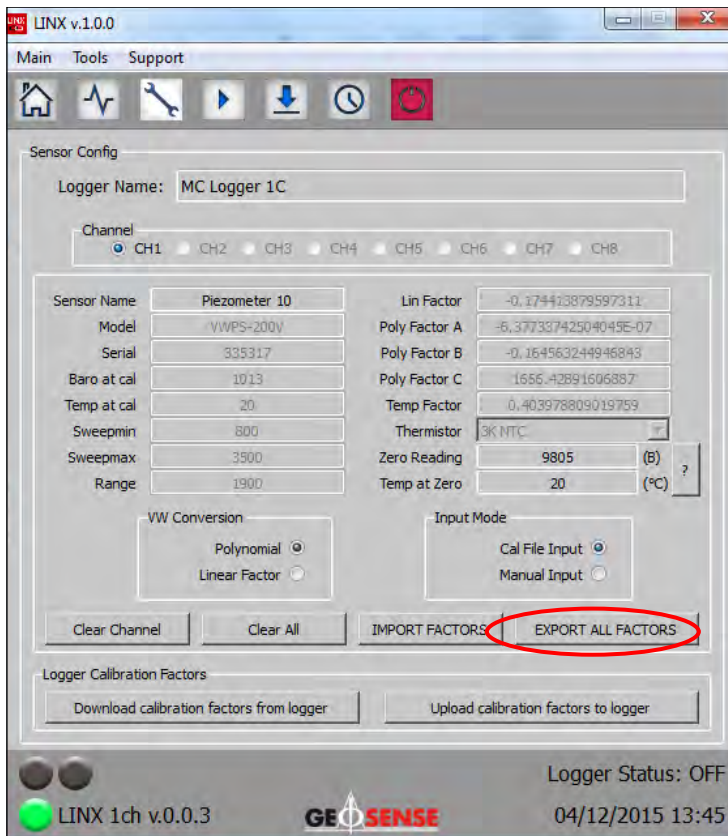 LINX v.1.0.0
Main Tools Support
Sensor Config
Logger Name: MC Logger 1C
Channel
CH1 CH2 CH3 CH4 CH5 CH6 CH7 CH8
Sensor Name Piezometer 10 Lin Factor -0.174413879597311
Model VWPS-200V Poly Factor A -6.37733742504045E-07
Serial 335317 Poly Factor B -0.164563244946843
Baro at cal 1013 Poly Factor C 1656.42891606887
Temp at cal 20 Temp Factor 0.403978809019759
Sweepmin 800 Thermistor 3K NTC
Sweepmax 3500 Zero Reading 9805 (B) ?
Range 1900 Temp at Zero 20 (°C)
VW Conversion Input Mode
Polynomial Cal File Input
Linear Factor Manual Input
Clear Channel Clear All IMPORT FACTORS EXPORT ALL FACTORS
Logger Calibration Factors
Download calibration factors from logger Upload calibration factors to logger
Logger Status: OFF
LINX 1ch v.0.0.3 GEOSENSE 04/12/2015 13:45